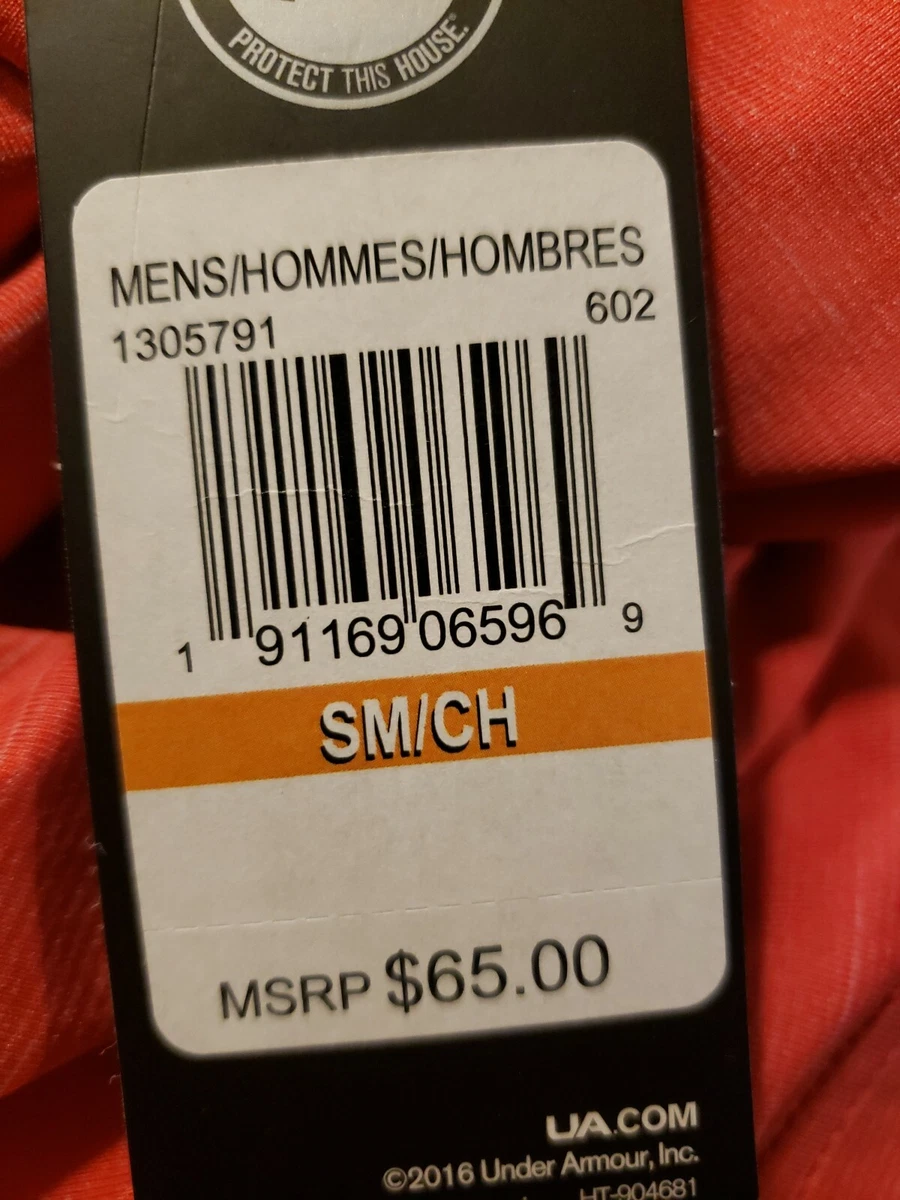 PROTECT THIS HOUSE.®
MENS/HOMMES/HOMBRES
1305791 602
1 91169 06596 9
SM/CH
MSRP $65.00
UA.COM
©2016 Under Armour, Inc.
HT-904681